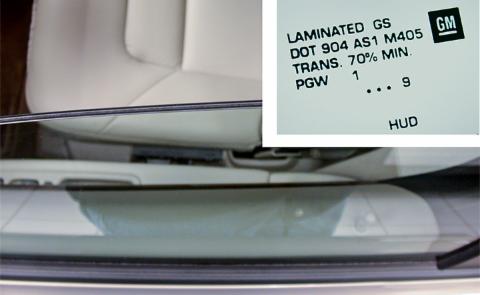 LAMINATED GS
GM
DOT 904 AS1 M405
TRANS. 70% MIN.
PGW 1 ... 9
HUD